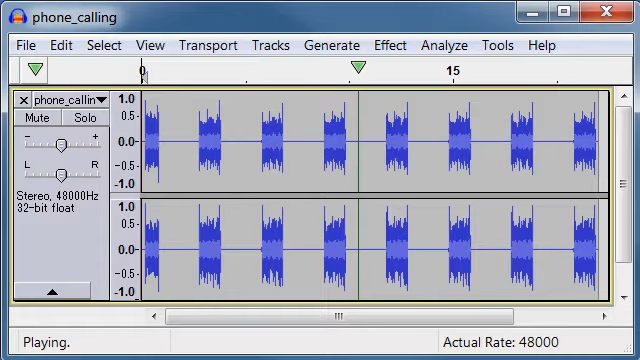 phone_calling
File Edit Select View Transport Tracks Generate Effect Analyze Tools Help
0 15
phone_callin
Mute Solo
- +
L R
Stereo, 48000Hz
32-bit float
1.0
0.5
0.0
-0.5
-1.0
1.0
0.5
0.0
-0.5
-1.0
Playing.
Actual Rate: 48000